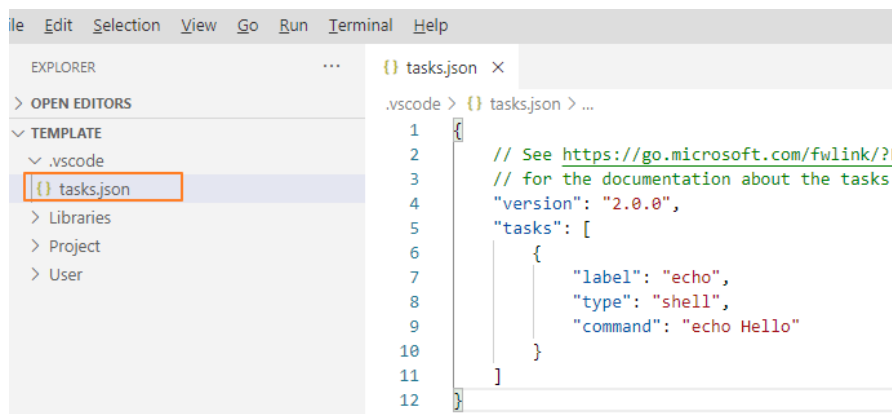 ile Edit Selection View Go Run Terminal Help
EXPLORER ...
OPEN EDITORS
TEMPLATE
.vscode
{} tasks.json
Libraries
Project
User
{} tasks.json ×
.vscode > {} tasks.json > ...
1 {
2 // See https://go.microsoft.com/fwlink/?
3 // for the documentation about the tasks
4 "version": "2.0.0",
5 "tasks": [
6 {
7 "label": "echo",
8 "type": "shell",
9 "command": "echo Hello"
10 }
11 ]
12 }